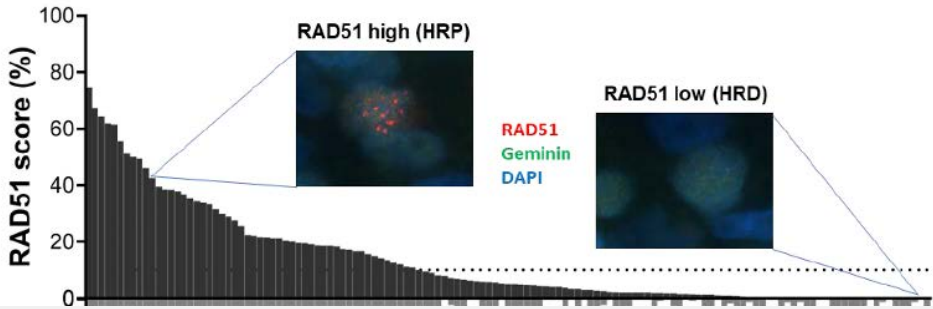 RAD51 score (%)
100
80
60
40
20
0
RAD51 high (HRP)
RAD51
Geminin
DAPI
RAD51 low (HRD)